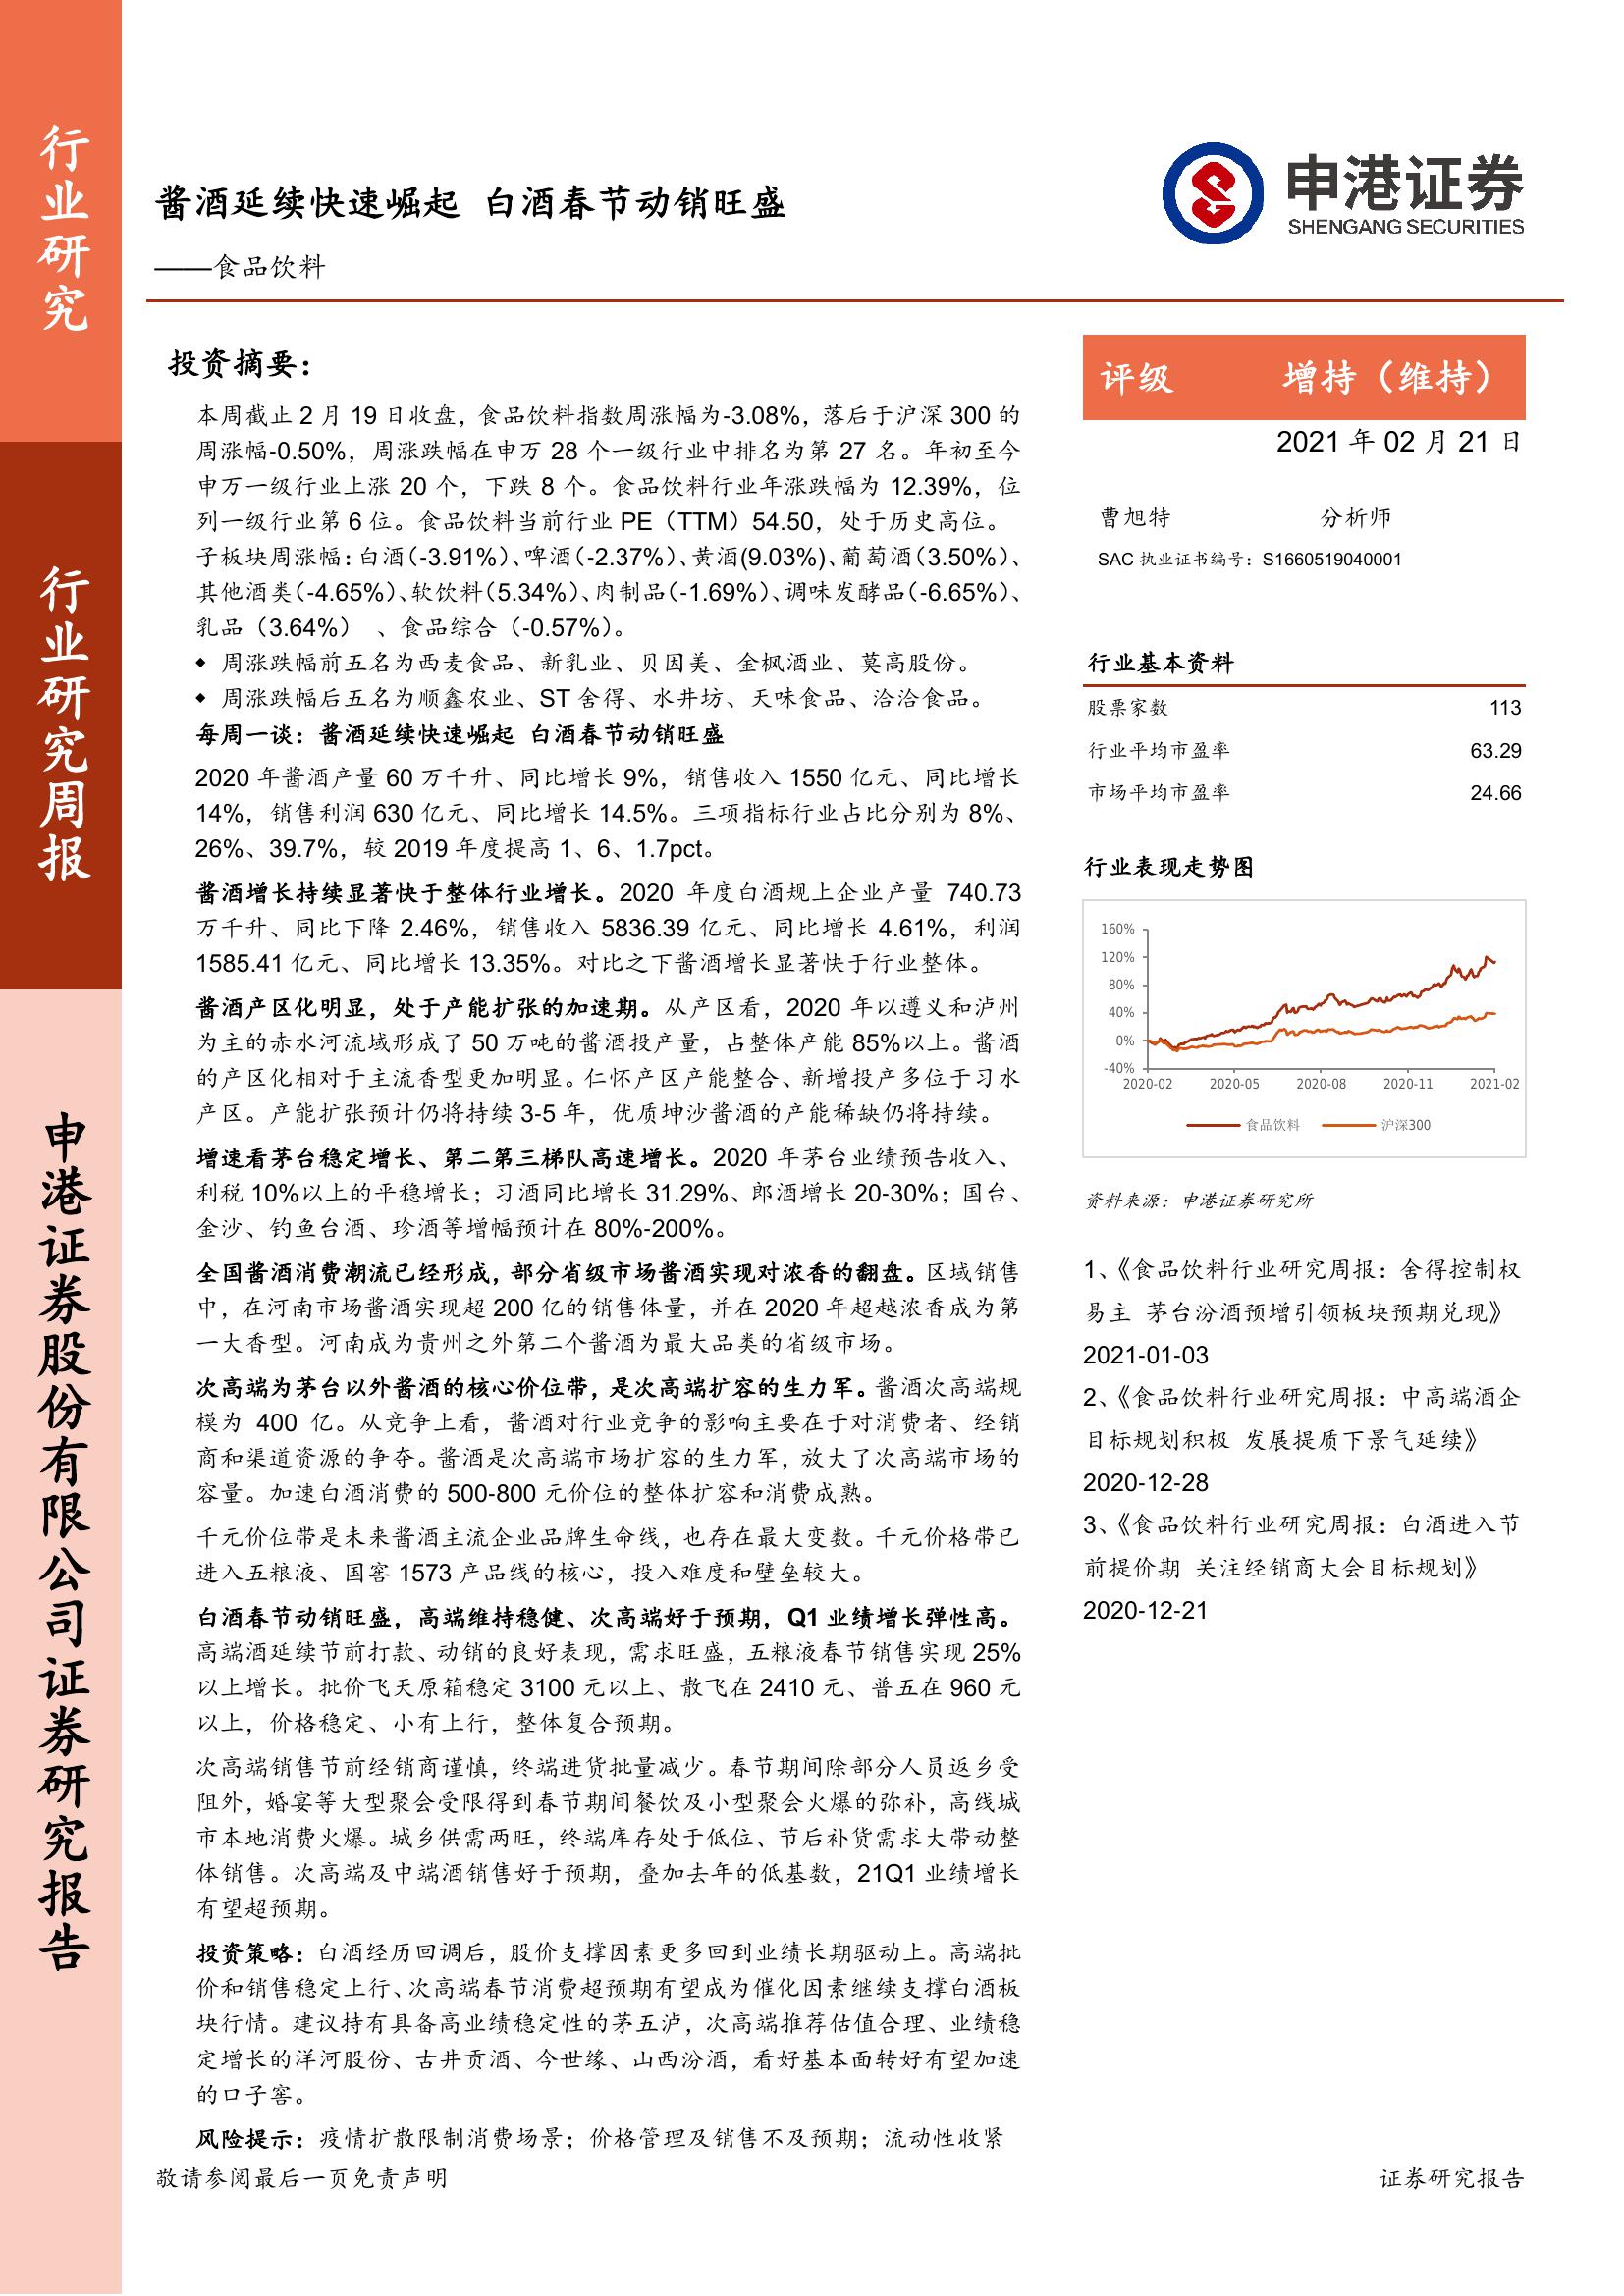 行业研究
行业研究周报
申港证券股份有限公司证券研究报告
酱酒延续快速崛起 白酒春节动销旺盛
——食品饮料
申港证券
SHENGANG SECURITIES
投资摘要：
本周截止 2 月 19 日收盘，食品饮料指数周涨幅为-3.08%，落后于沪深 300 的
周涨幅-0.50%，周涨跌幅在申万 28 个一级行业中排名为第 27 名。年初至今
申万一级行业上涨 20 个，下跌 8 个。食品饮料行业年涨跌幅为 12.39%，位
列一级行业第 6 位。食品饮料当前行业 PE（TTM）54.50，处于历史高位。
子板块周涨幅：白酒（-3.91%）、啤酒（-2.37%）、黄酒(9.03%)、葡萄酒（3.50%）、
其他酒类（-4.65%）、软饮料（5.34%）、肉制品（-1.69%）、调味发酵品（-6.65%）、
乳品（3.64%） 、食品综合（-0.57%）。
◆ 周涨跌幅前五名为西麦食品、新乳业、贝因美、金枫酒业、莫高股份。
◆ 周涨跌幅后五名为顺鑫农业、ST 舍得、水井坊、天味食品、洽洽食品。
每周一谈：酱酒延续快速崛起 白酒春节动销旺盛
2020 年酱酒产量 60 万千升、同比增长 9%，销售收入 1550 亿元、同比增长
14%，销售利润 630 亿元、同比增长 14.5%。三项指标行业占比分别为 8%、
26%、39.7%，较 2019 年度提高 1、6、1.7pct。
酱酒增长持续显著快于整体行业增长。2020 年度白酒规上企业产量 740.73
万千升、同比下降 2.46%，销售收入 5836.39 亿元、同比增长 4.61%，利润
1585.41 亿元、同比增长 13.35%。对比之下酱酒增长显著快于行业整体。
酱酒产区化明显，处于产能扩张的加速期。从产区看，2020 年以遵义和泸州
为主的赤水河流域形成了 50 万吨的酱酒投产量，占整体产能 85%以上。酱酒
的产区化相对于主流香型更加明显。仁怀产区产能整合、新增投产多位于习水
产区。产能扩张预计仍将持续 3-5 年，优质坤沙酱酒的产能稀缺仍将持续。
增速看茅台稳定增长、第二第三梯队高速增长。2020 年茅台业绩预告收入、
利税 10%以上的平稳增长；习酒同比增长 31.29%、郎酒增长 20-30%；国台、
金沙、钓鱼台酒、珍酒等增幅预计在 80%-200%。
全国酱酒消费潮流已经形成，部分省级市场酱酒实现对浓香的翻盘。区域销售
中，在河南市场酱酒实现超 200 亿的销售体量，并在 2020 年超越浓香成为第
一大香型。河南成为贵州之外第二个酱酒为最大品类的省级市场。
次高端为茅台以外酱酒的核心价位带，是次高端扩容的生力军。酱酒次高端规
模为 400 亿。从竞争上看，酱酒对行业竞争的影响主要在于对消费者、经销
商和渠道资源的争夺。酱酒是次高端市场扩容的生力军，放大了次高端市场的
容量。加速白酒消费的 500-800 元价位的整体扩容和消费成熟。
千元价位带是未来酱酒主流企业品牌生命线，也存在最大变数。千元价格带已
进入五粮液、国窖 1573 产品线的核心，投入难度和壁垒较大。
白酒春节动销旺盛，高端维持稳健、次高端好于预期，Q1 业绩增长弹性高。
高端酒延续节前打款、动销的良好表现，需求旺盛，五粮液春节销售实现 25%
以上增长。批价飞天原箱稳定 3100 元以上、散飞在 2410 元、普五在 960 元
以上，价格稳定、小有上行，整体复合预期。
次高端销售节前经销商谨慎，终端进货批量减少。春节期间除部分人员返乡受
阻外，婚宴等大型聚会受限得到春节期间餐饮及小型聚会火爆的弥补，高线城
市本地消费火爆。城乡供需两旺，终端库存处于低位、节后补货需求大带动整
体销售。次高端及中端酒销售好于预期，叠加去年的低基数，21Q1 业绩增长
有望超预期。
投资策略：白酒经历回调后，股价支撑因素更多回到业绩长期驱动上。高端批
价和销售稳定上行、次高端春节消费超预期有望成为催化因素继续支撑白酒板
块行情。建议持有具备高业绩稳定性的茅五泸，次高端推荐估值合理、业绩稳
定增长的洋河股份、古井贡酒、今世缘、山西汾酒，看好基本面转好有望加速
的口子窖。
风险提示：疫情扩散限制消费场景；价格管理及销售不及预期；流动性收紧
评级 增持（维持）
2021 年 02 月 21 日
曹旭特 分析师
SAC 执业证书编号：S1660519040001
行业基本资料
股票家数 113
行业平均市盈率 63.29
市场平均市盈率 24.66
行业表现走势图
160%
120%
80%
40%
0%
-40%
2020-02 2020-05 2020-08 2020-11 2021-02
食品饮料 沪深300
资料来源：申港证券研究所
1、《食品饮料行业研究周报：舍得控制权
易主 茅台汾酒预增引领板块预期兑现》
2021-01-03
2、《食品饮料行业研究周报：中高端酒企
目标规划积极 发展提质下景气延续》
2020-12-28
3、《食品饮料行业研究周报：白酒进入节
前提价期 关注经销商大会目标规划》
2020-12-21
敬请参阅最后一页免责声明 证券研究报告